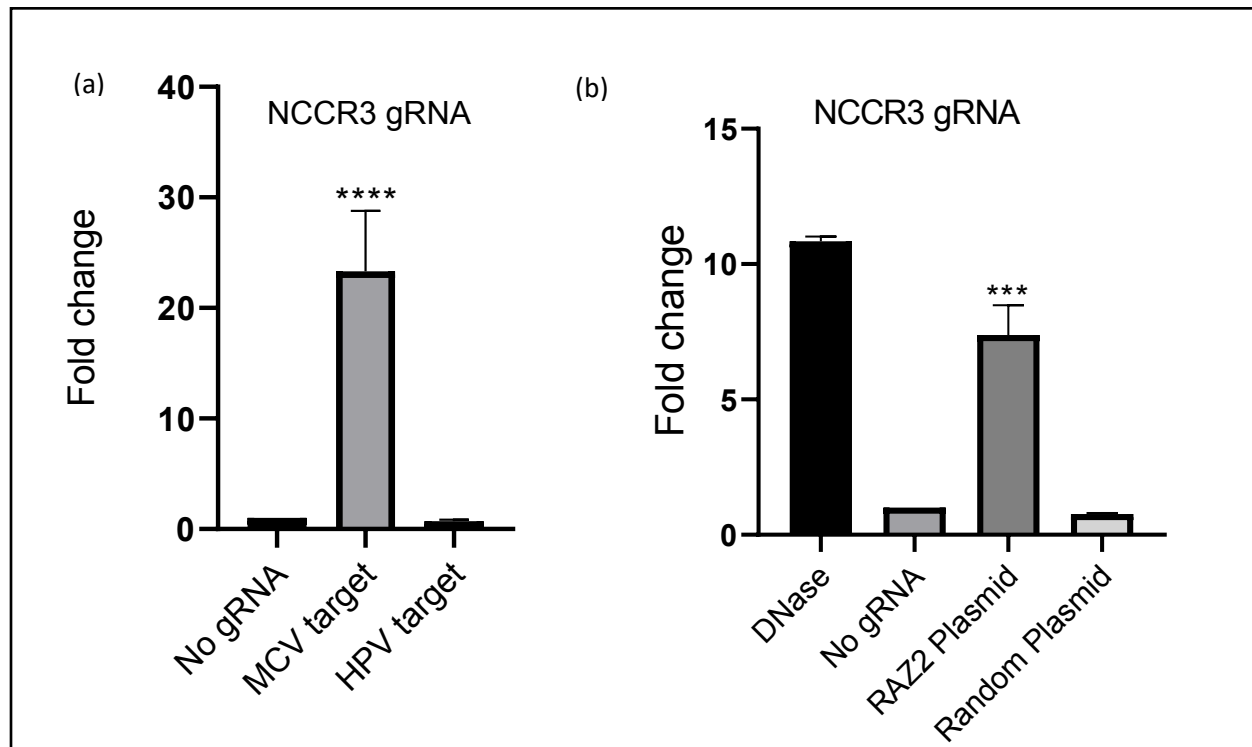 (a)
NCCR3 gRNA
Fold change
40
30
20
10
0
****
No gRNA
MCV target
HPV target
(b)
NCCR3 gRNA
Fold change
15
10
5
0
***
DNase
No gRNA
RAZ2 Plasmid
Random Plasmid